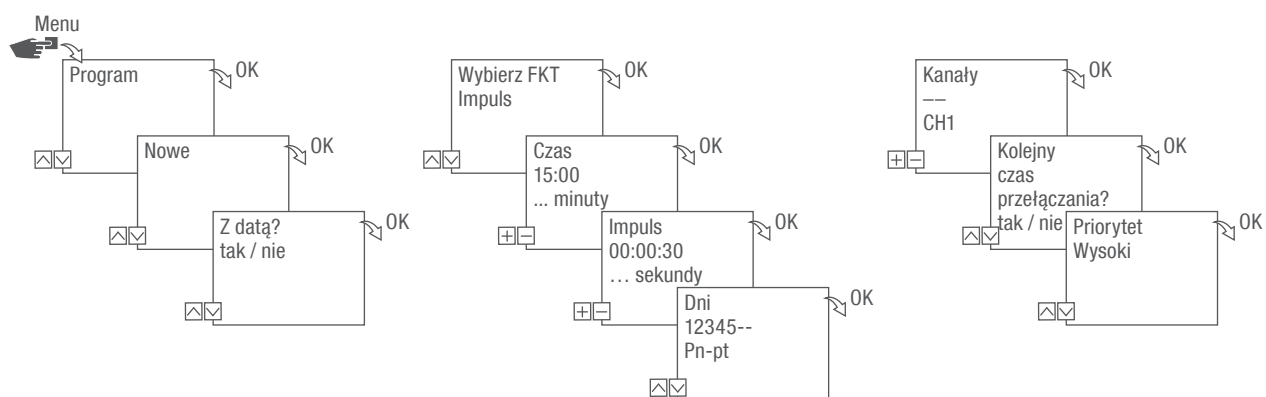 Menu
Program
OK
Nowe
OK
Z datą?
tak / nie
OK
Wybierz FKT
Impuls
OK
Czas
15:00
... minuty
OK
Impuls
00:00:30
… sekundy
OK
Dni
12345--
Pn-pt
OK
Kanały
––
CH1
OK
Kolejny
czas
przełączania?
tak / nie
OK
Priorytet
Wysoki
OK